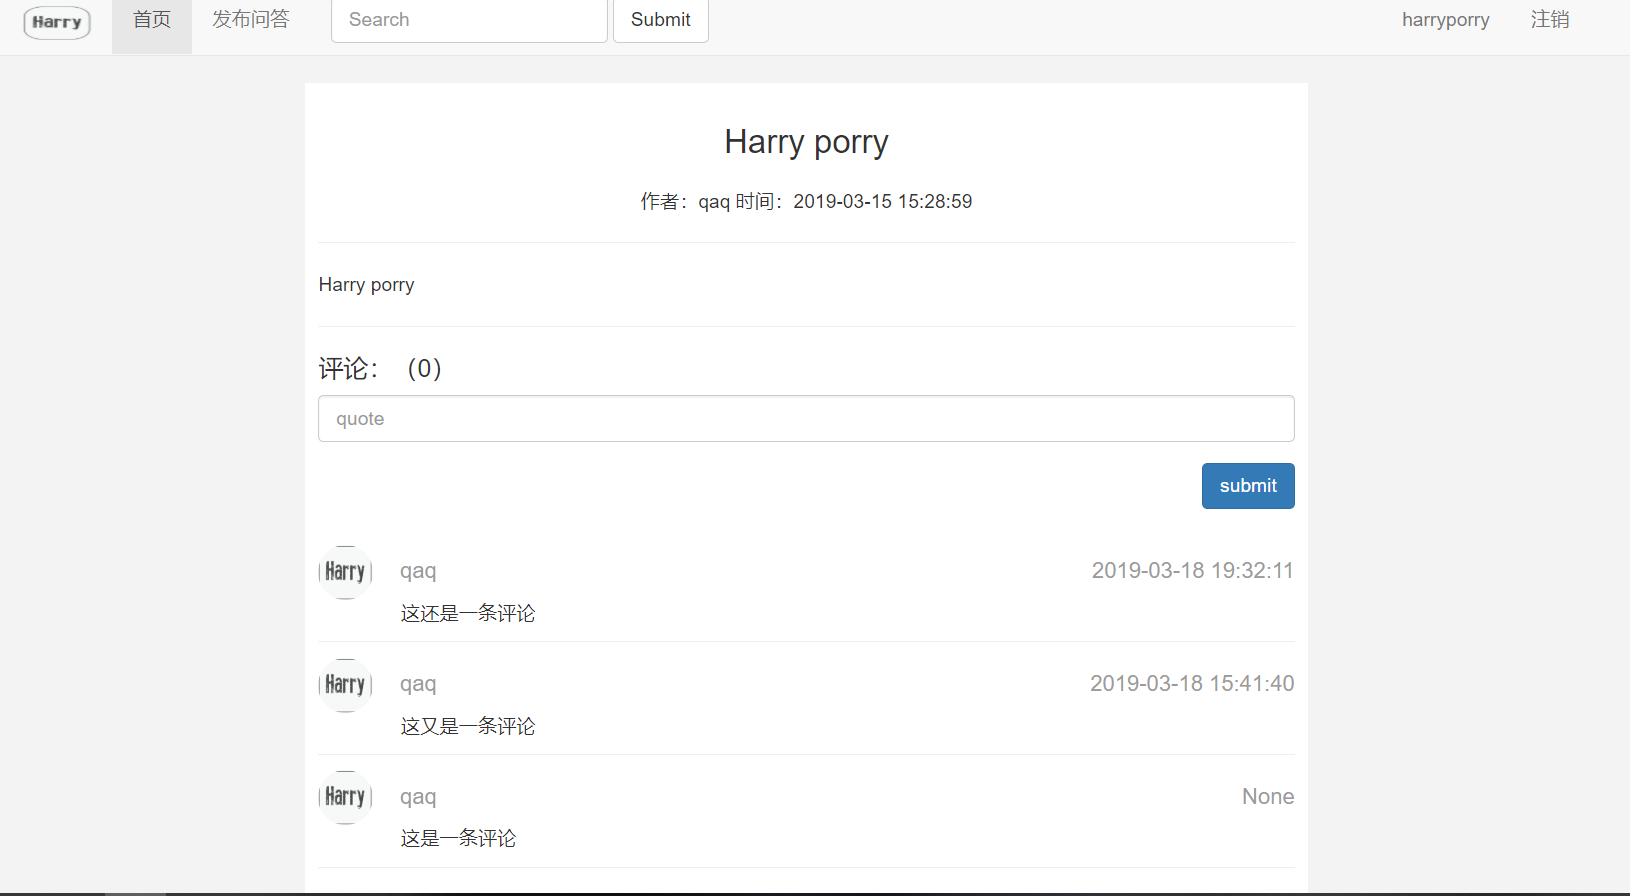 Harry 首页 发布问答 Search Submit harryporry 注销
Harry porry
作者：qaq 时间：2019-03-15 15:28:59
Harry porry
评论：（0）
quote
submit
Harry qaq 2019-03-18 19:32:11
这还是一条评论
Harry qaq 2019-03-18 15:41:40
这又是一条评论
Harry qaq None
这是一条评论